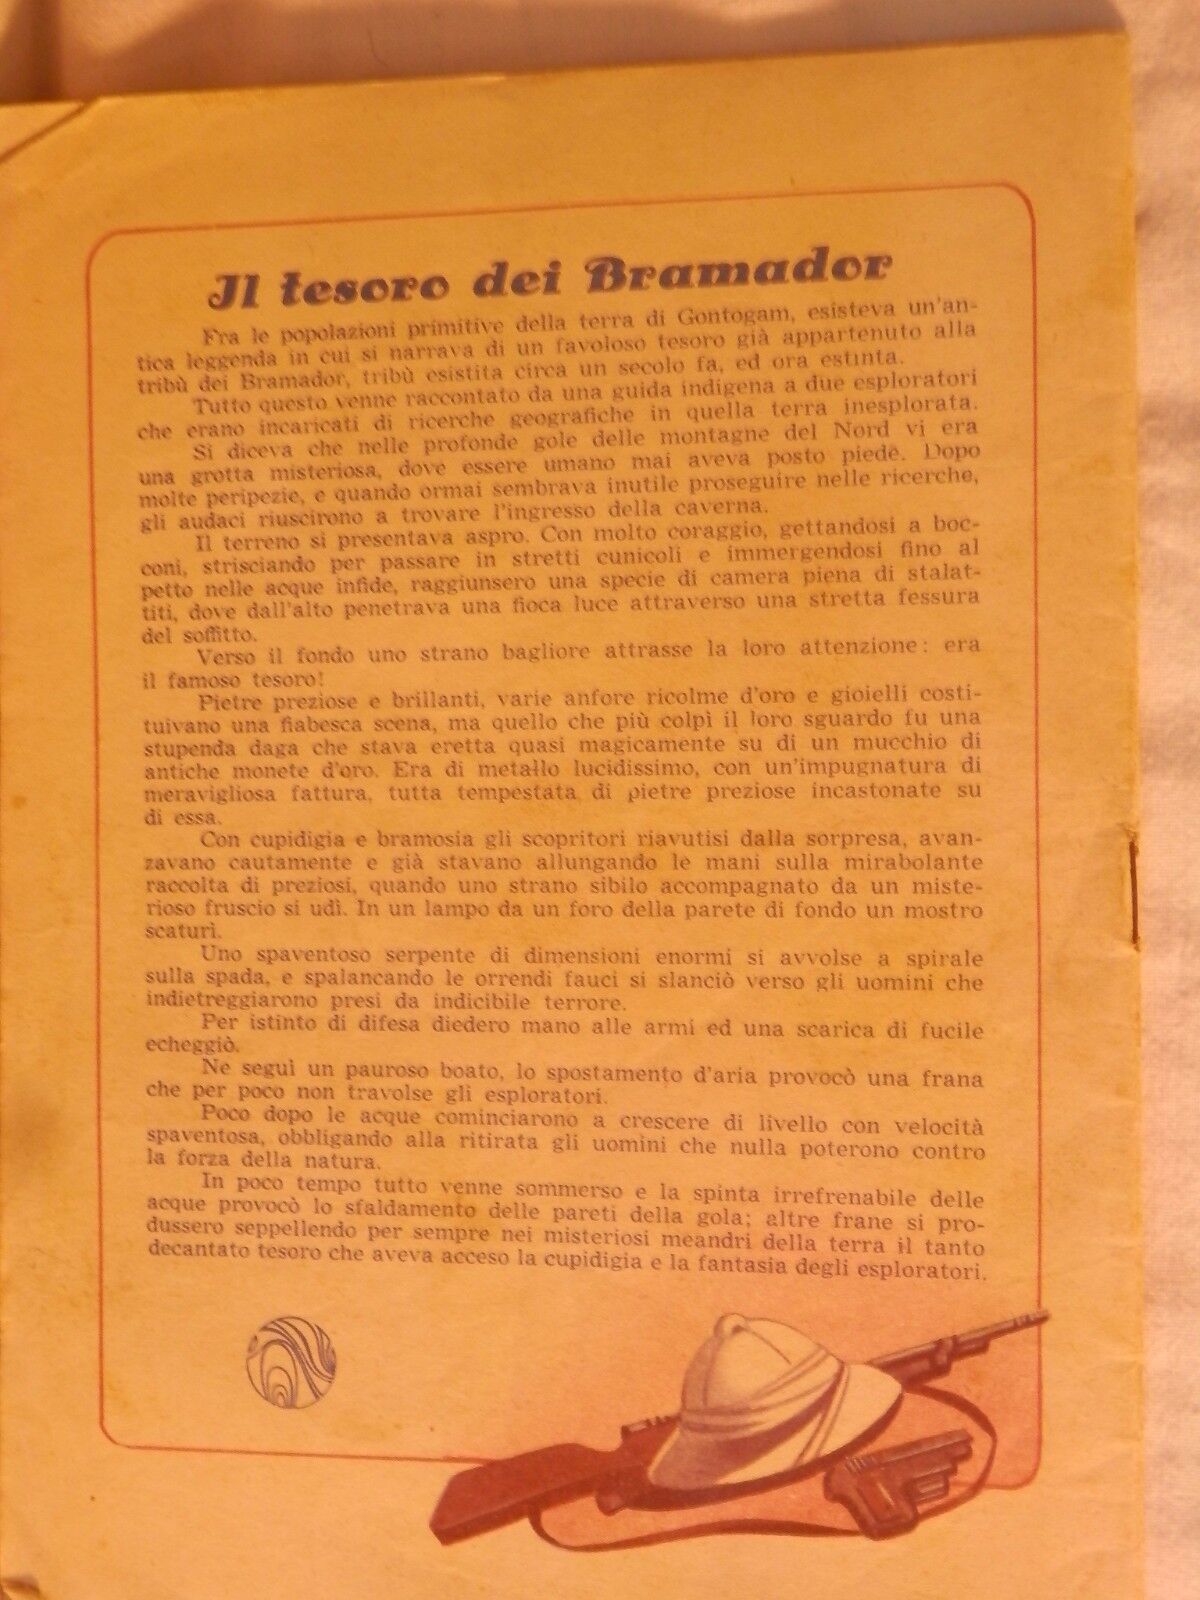 Il tesoro dei Bramador
Fra le popolazioni primitive della terra di Gontogam, esisteva un'an-
tica leggenda in cui si narrava di un favoloso tesoro già appartenuto alla
tribù dei Bramador, tribù esistita circa un secolo fa, ed ora estinta.
Tutto questo venne raccontato da una guida indigena a due esploratori
che erano incaricati di ricerche geografiche in quella terra inesplorata.
Si diceva che nelle profonde gole delle montagne del Nord vi era
una grotta misteriosa, dove essere umano mai aveva posto piede. Dopo
molte peripezie, e quando ormai sembrava inutile proseguire nelle ricerche,
gli audaci riuscirono a trovare l'ingresso della caverna.
Il terreno si presentava aspro. Con molto coraggio, gettandosi a boc-
coni, strisciando per passare in stretti cunicoli e immergendosi fino al
petto nelle acque infide, raggiunsero una specie di camera piena di stalat-
titi, dove dall'alto penetrava una fioca luce attraverso una stretta fessura
del soffitto.
Verso il fondo uno strano bagliore attrasse la loro attenzione: era
il famoso tesoro!
Pietre preziose e brillanti, varie anfore ricolme d'oro e gioielli costi-
tuivano una fiabesca scena, ma quello che più colpì il loro sguardo fu una
stupenda daga che stava eretta quasi magicamente su di un mucchio di
antiche monete d'oro. Era di metallo lucidissimo, con un'impugnatura di
meravigliosa fattura, tutta tempestata di pietre preziose incastonate su
di essa.
Con cupidigia e bramosia gli scopritori riavutisi dalla sorpresa, avan-
zavano cautamente e già stavano allungando le mani sulla mirabolante
raccolta di preziosi, quando uno strano sibilo accompagnato da un miste-
rioso fruscio si udì. In un lampo da un foro della parete di fondo un mostro
scaturì.
Uno spaventoso serpente di dimensioni enormi si avvolse a spirale
sulla spada, e spalancando le orrendi fauci si slanciò verso gli uomini che
indietreggiarono presi da indicibile terrore.
Per istinto di difesa diedero mano alle armi ed una scarica di fucile
echeggiò.
Ne seguì un pauroso boato, lo spostamento d'aria provocò una frana
che per poco non travolse gli esploratori.
Poco dopo le acque cominciarono a crescere di livello con velocità
spaventosa, obbligando alla ritirata gli uomini che nulla poterono contro
la forza della natura.
In poco tempo tutto venne sommerso e la spinta irrefrenabile delle
acque provocò lo sfaldamento delle pareti della gola; altre frane si pro-
dussero seppellendo per sempre nei misteriosi meandri della terra il tanto
decantato tesoro che aveva acceso la cupidigia e la fantasia degli esploratori.